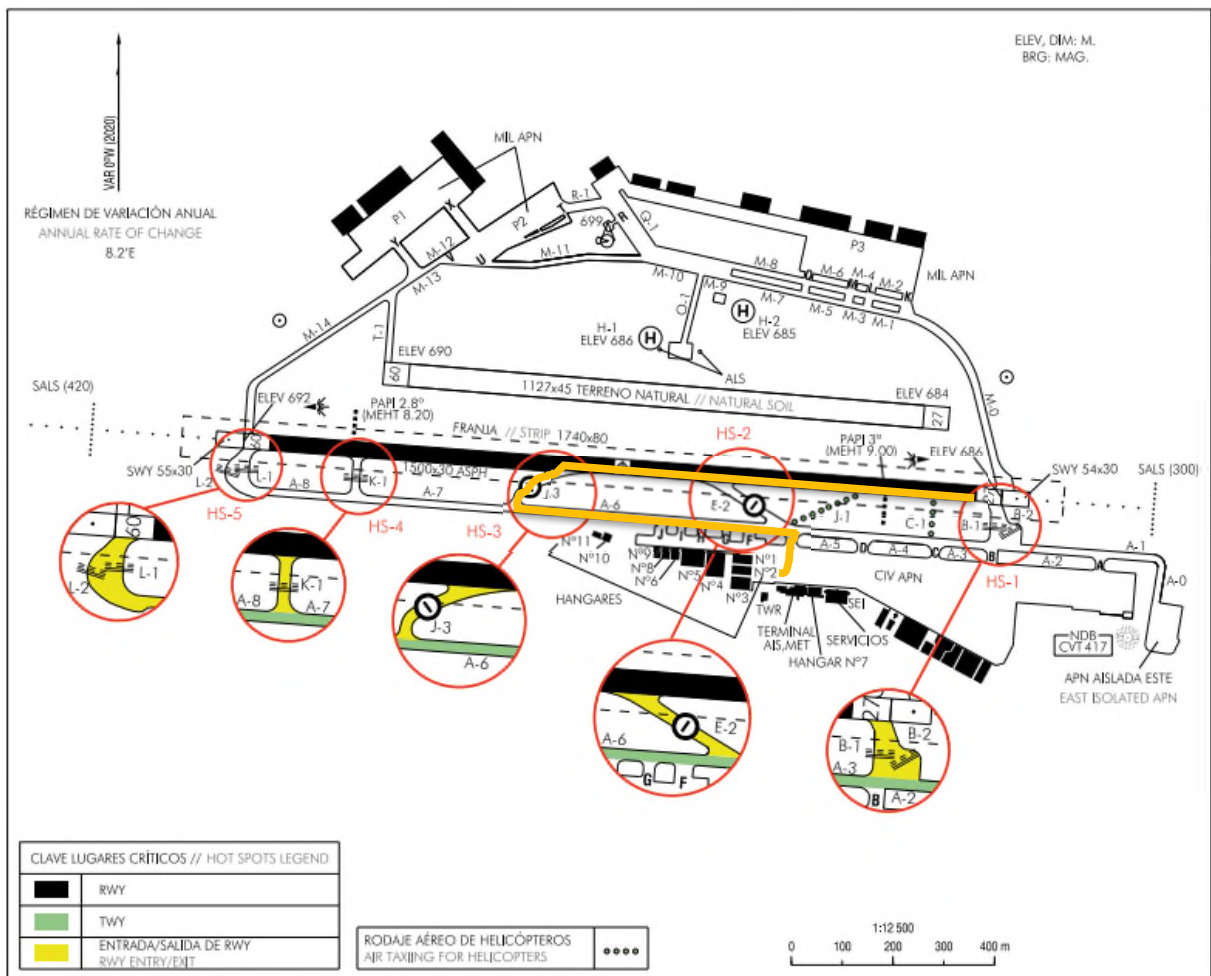 ELEV, DIM: M.
BRG: MAG.
VAR 0°W (2020)
RÉGIMEN DE VARIACIÓN ANUAL
ANNUAL RATE OF CHANGE
8.2'E
MIL APN
P1
X
Y
M-12
V
U
M-13
P2
R-1
699
R
M-11
Q-1
P3
MIL APN
M-10
M-9
M-8
M-7
M-6
M-5
M-4
M-3
M-2
M-1
K
M-14
T-1
O-1
M-0
H
H-1
ELEV 686
H
H-2
ELEV 685
ALS
ELEV 690
60
1127x45 TERRENO NATURAL // NATURAL SOIL
ELEV 684
27
SALS (420)
ELEV 692
PAPI 2.8°
(MEHT 8.20)
FRANJA // STRIP 1740x80
HS-2
PAPI 3°
(MEHT 9.00)
ELEV 686
SWY 54x30
SALS (300)
60
SWY 55x30
L-2
L-1
A-8
K-1
1500x30 ASPH
A-7
J-3
A-6
E-2
J-1
C-1
B-1
B-2
27
HS-5
HS-4
HS-3
HS-1
J
I
H
G
F
A-5
D
A-4
C
A-3
B
A-2
A
A-1
A-0
CIV APN
Nº11
Nº10
Nº9
Nº8
Nº6
Nº5
Nº4
Nº1
Nº2
Nº3
HANGARES
TWR
TERMINAL
AIS,MET
SEI
SERVICIOS
HANGAR Nº7
NDB
CVT 417
APN AISLADA ESTE
EAST ISOLATED APN
60
L-2
L-1
K-1
A-8
A-7
J-3
A-6
A-6
E-2
G
F
27
B-1
B-2
A-3
B
A-2
CLAVE LUGARES CRÍTICOS // HOT SPOTS LEGEND
RWY
TWY
ENTRADA/SALIDA DE RWY
RWY ENTRY/EXIT
RODAJE AÉREO DE HELICÓPTEROS
AIR TAXIING FOR HELICOPTERS
1:12 500
0 100 200 300 400 m